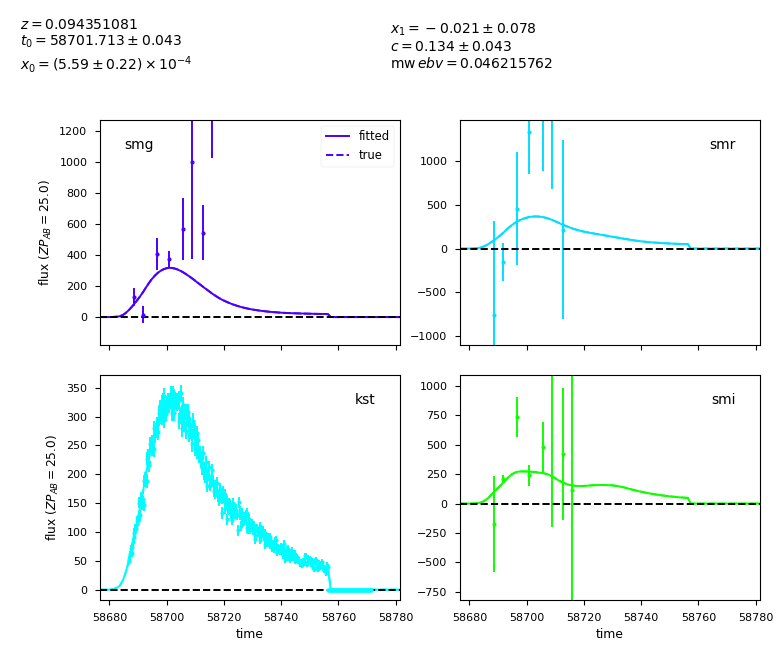 z = 0.094351081
t₀ = 58701.713 ± 0.043
x₀ = (5.59 ± 0.22) × 10⁻⁴
x₁ = −0.021 ± 0.078
c = 0.134 ± 0.043
mw ebv = 0.046215762
smg
fitted
true
1200
1000
800
600
400
200
0
flux (ZP_AB = 25.0)
smr
1000
500
0
−500
−1000
kst
350
300
250
200
150
100
50
0
flux (ZP_AB = 25.0)
58680 58700 58720 58740 58760 58780
time
smi
1000
750
500
250
0
−250
−500
−750
58680 58700 58720 58740 58760 58780
time